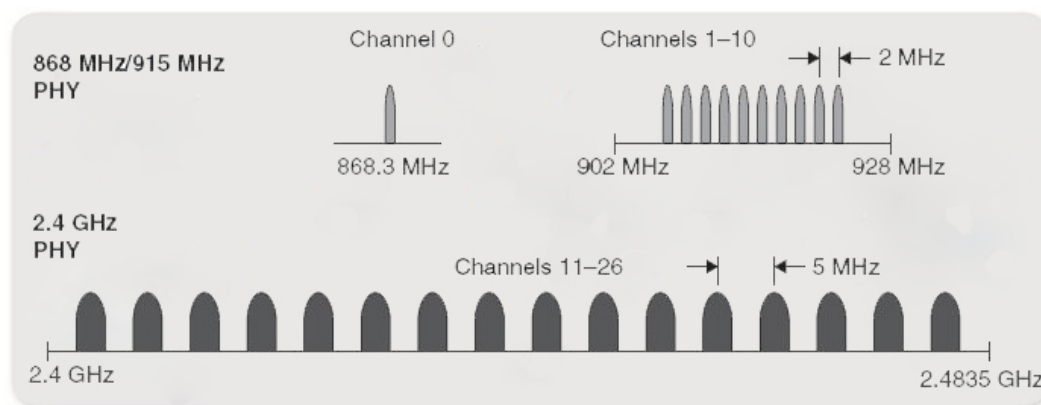 868 MHz/915 MHz
PHY
Channel 0
Channels 1–10
2 MHz
868.3 MHz
902 MHz
928 MHz
2.4 GHz
PHY
Channels 11–26
5 MHz
2.4 GHz
2.4835 GHz